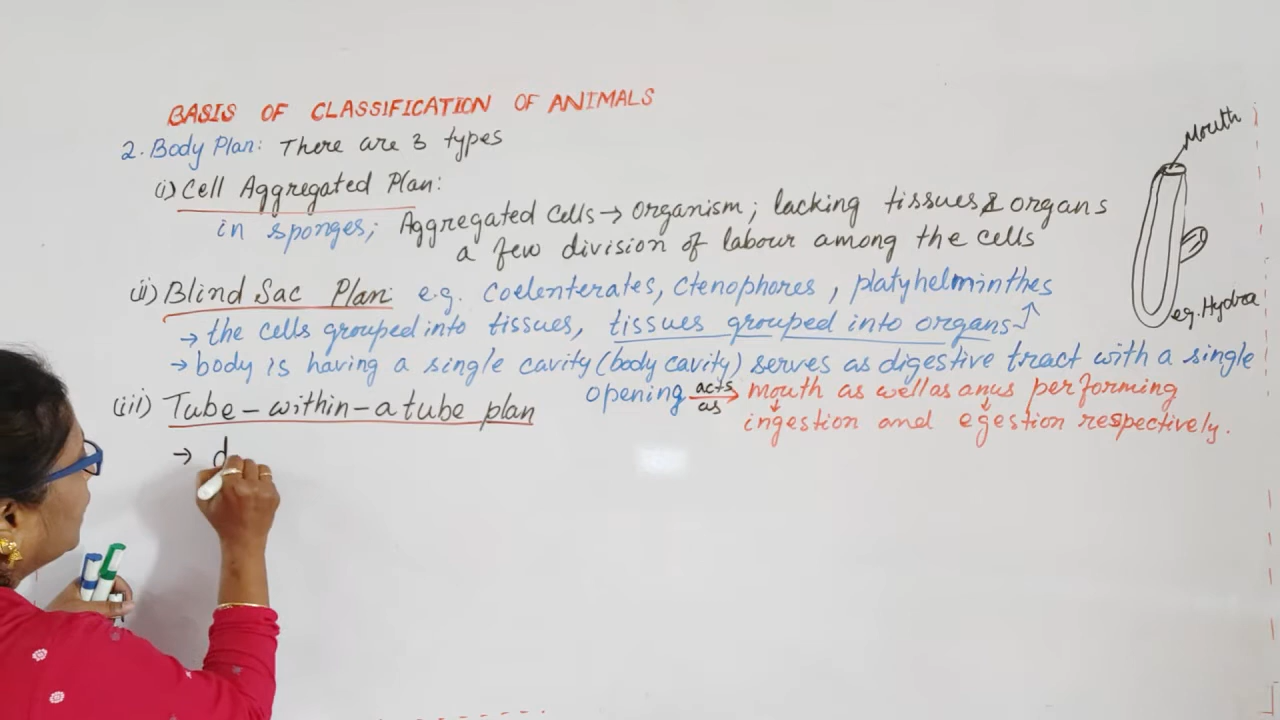 BASIS OF CLASSIFICATION OF ANIMALS
2. Body Plan: There are 3 types
(i) Cell Aggregated Plan:
in sponges; Aggregated cells → organism; lacking tissues & organs
a few division of labour among the cells
ii) Blind Sac Plan e.g. Coelenterates, Ctenophores, platyhelminthes
→ the cells grouped into tissues, tissues grouped into organs
→ body is having a single cavity (body cavity) serves as digestive tract with a single
opening acts as → mouth as well as anus performing
ingestion and egestion respectively.
(iii) Tube-within-a tube plan
→ d
Mouth
eg. Hydra